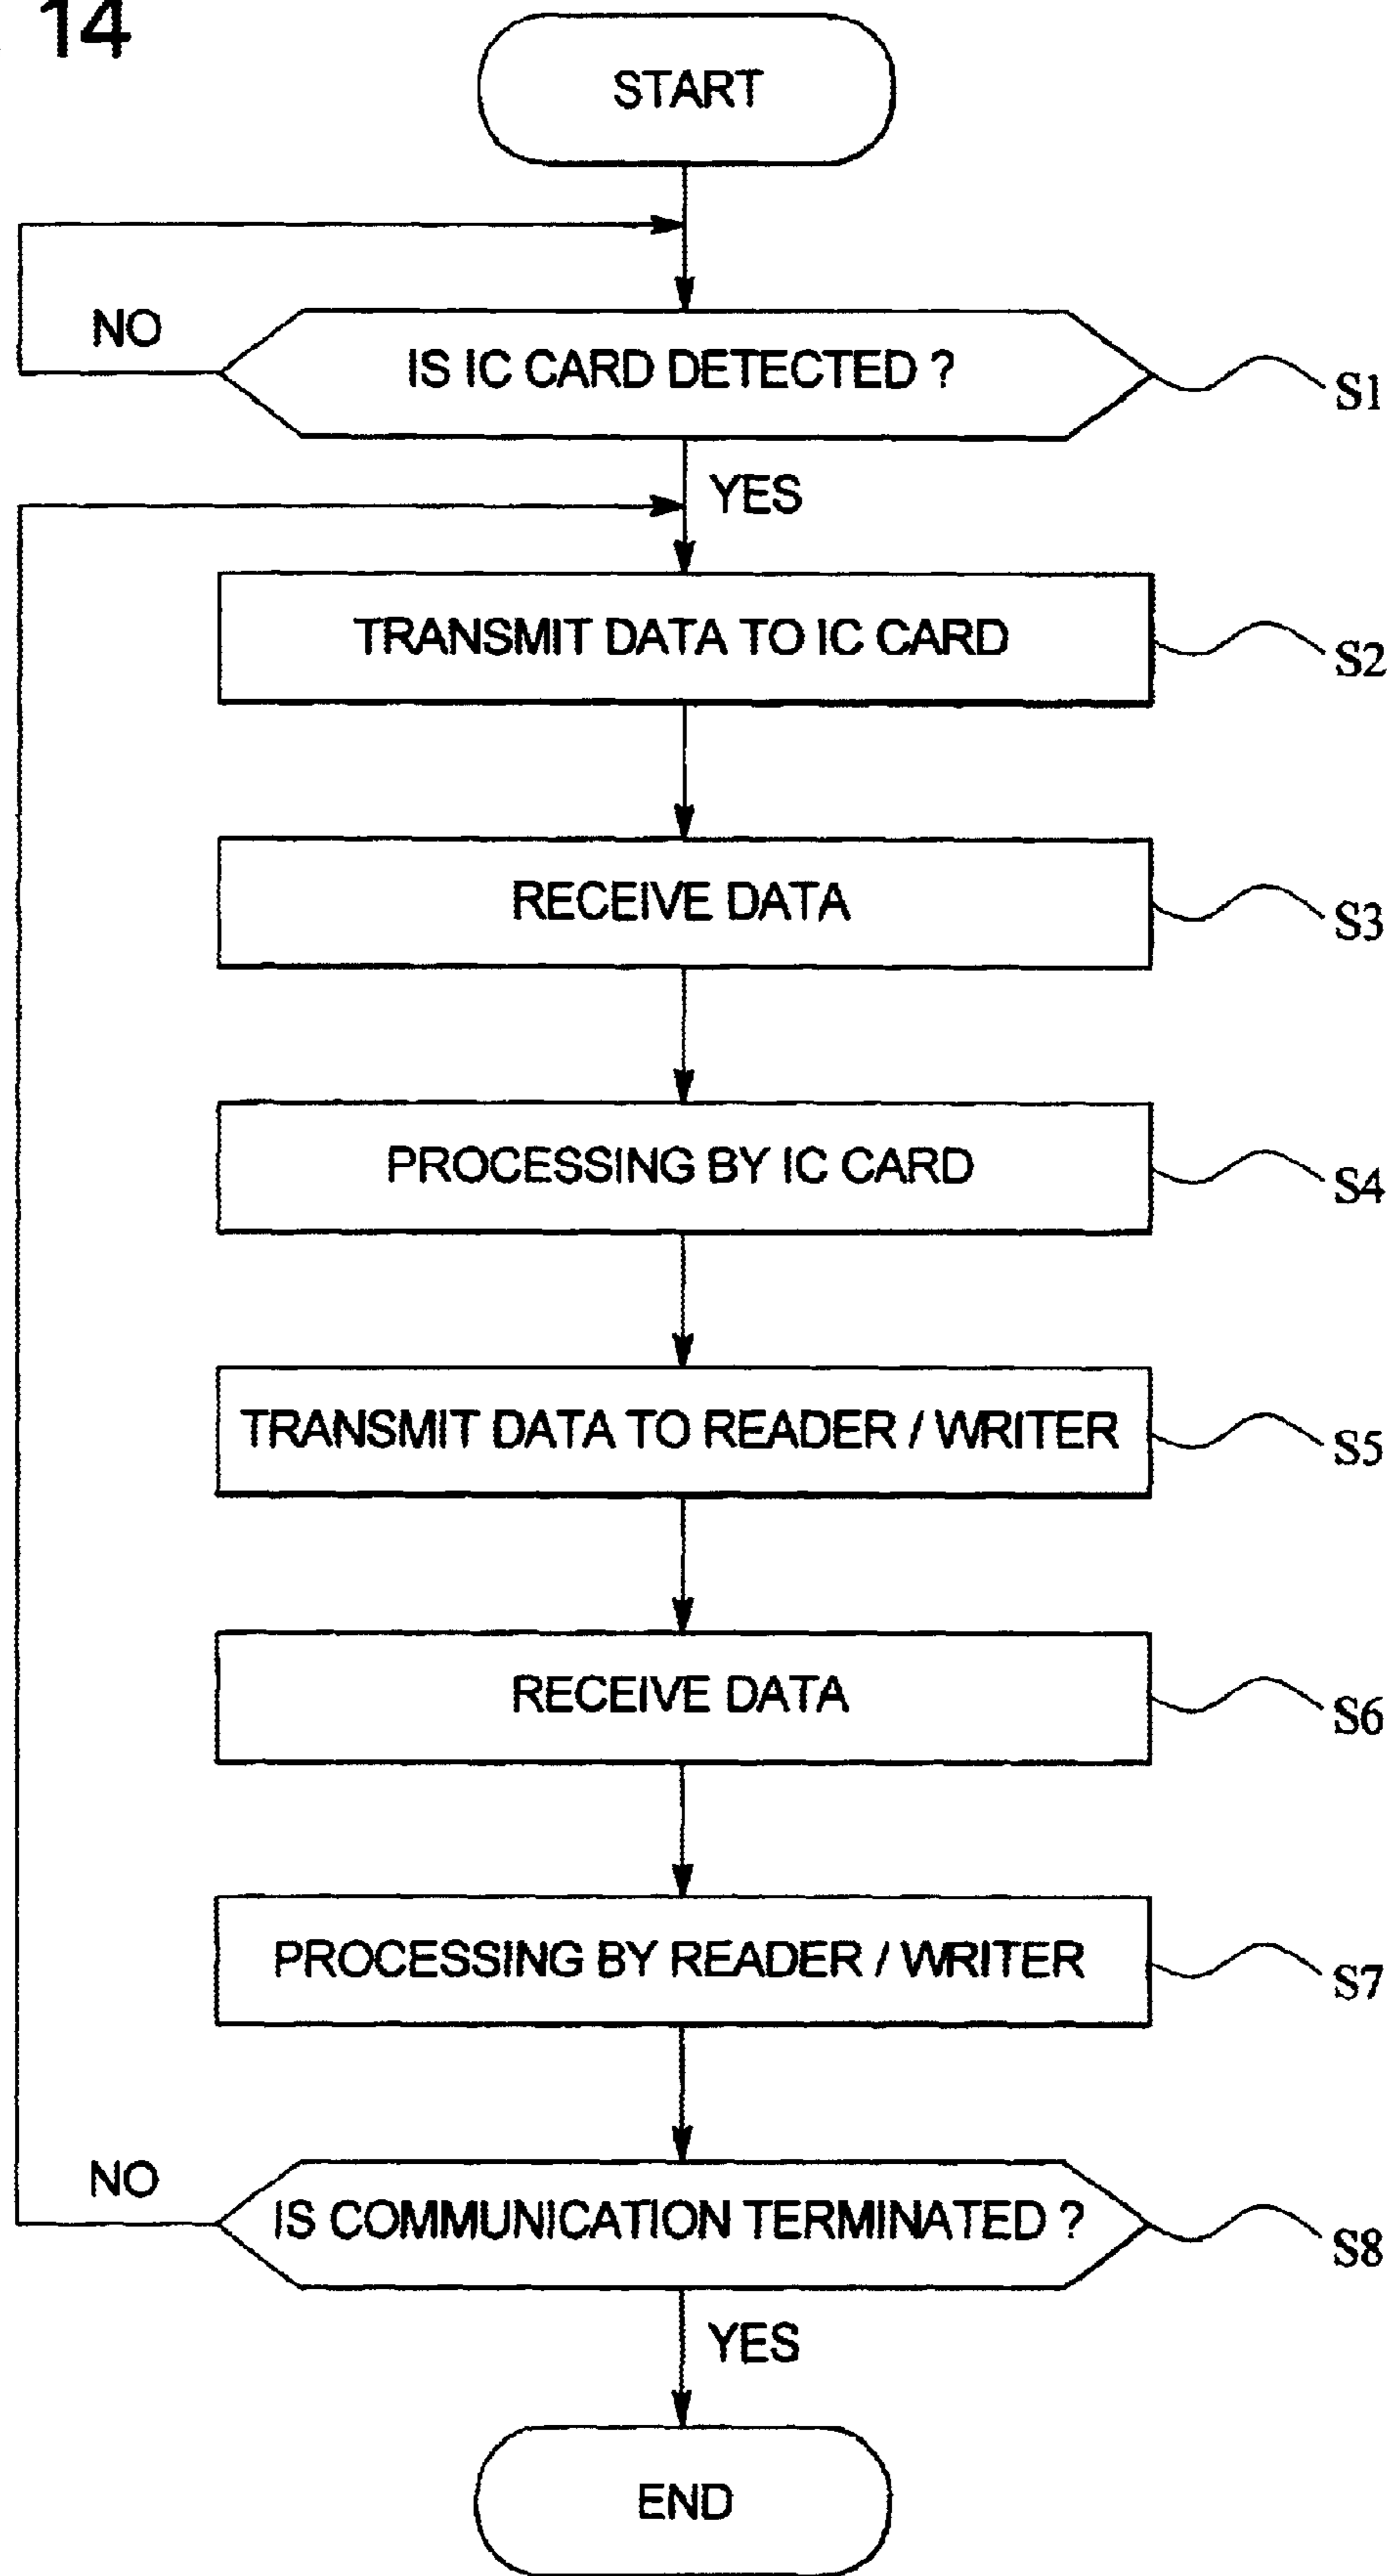 14
START
NO
IS IC CARD DETECTED ?
S1
YES
TRANSMIT DATA TO IC CARD
S2
RECEIVE DATA
S3
PROCESSING BY IC CARD
S4
TRANSMIT DATA TO READER / WRITER
S5
RECEIVE DATA
S6
PROCESSING BY READER / WRITER
S7
NO
IS COMMUNICATION TERMINATED ?
S8
YES
END